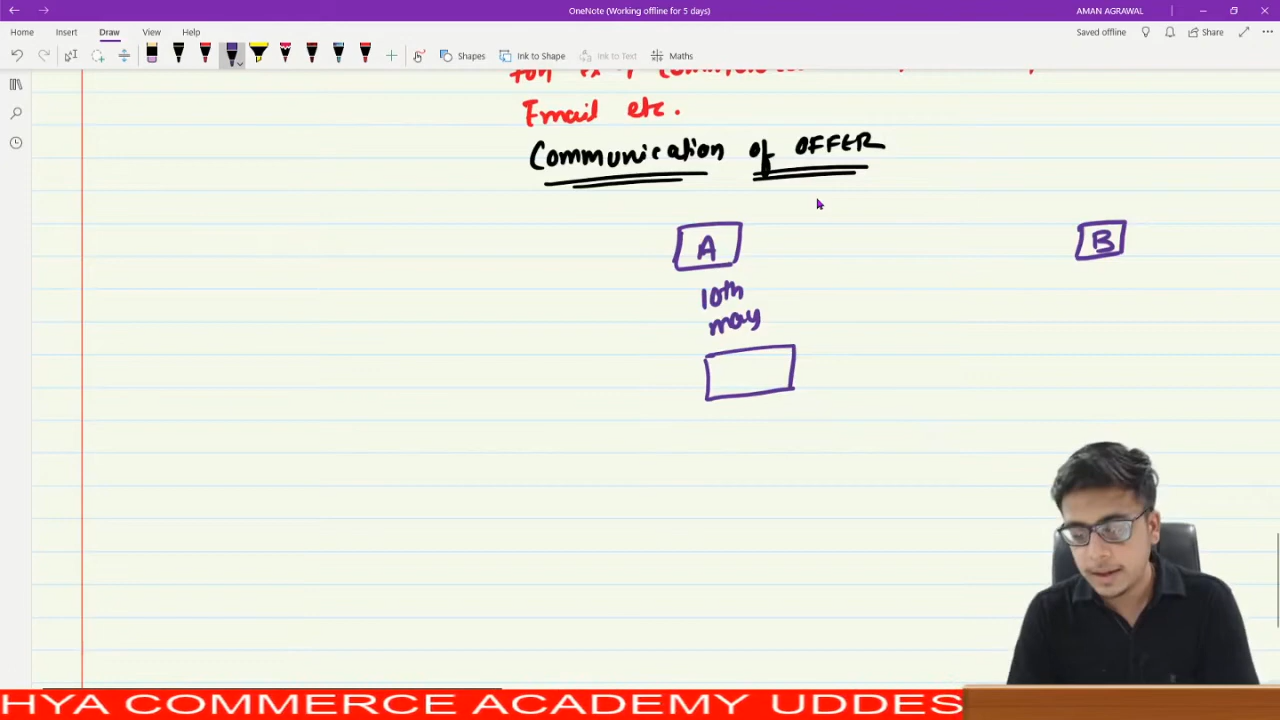 OneNote (Working offline for 5 days)
AMAN AGRAWAL
Home Insert Draw View Help
Saved offline
Share
Shapes
Ink to Shape
Ink to Text
Maths
Email etc.
Communication of OFFER
A
B
10th
may
HYA COMMERCE ACADEMY UDDES